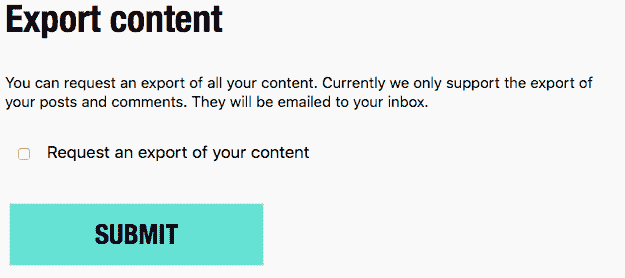 Export content
You can request an export of all your content. Currently we only support the export of
your posts and comments. They will be emailed to your inbox.
Request an export of your content
SUBMIT